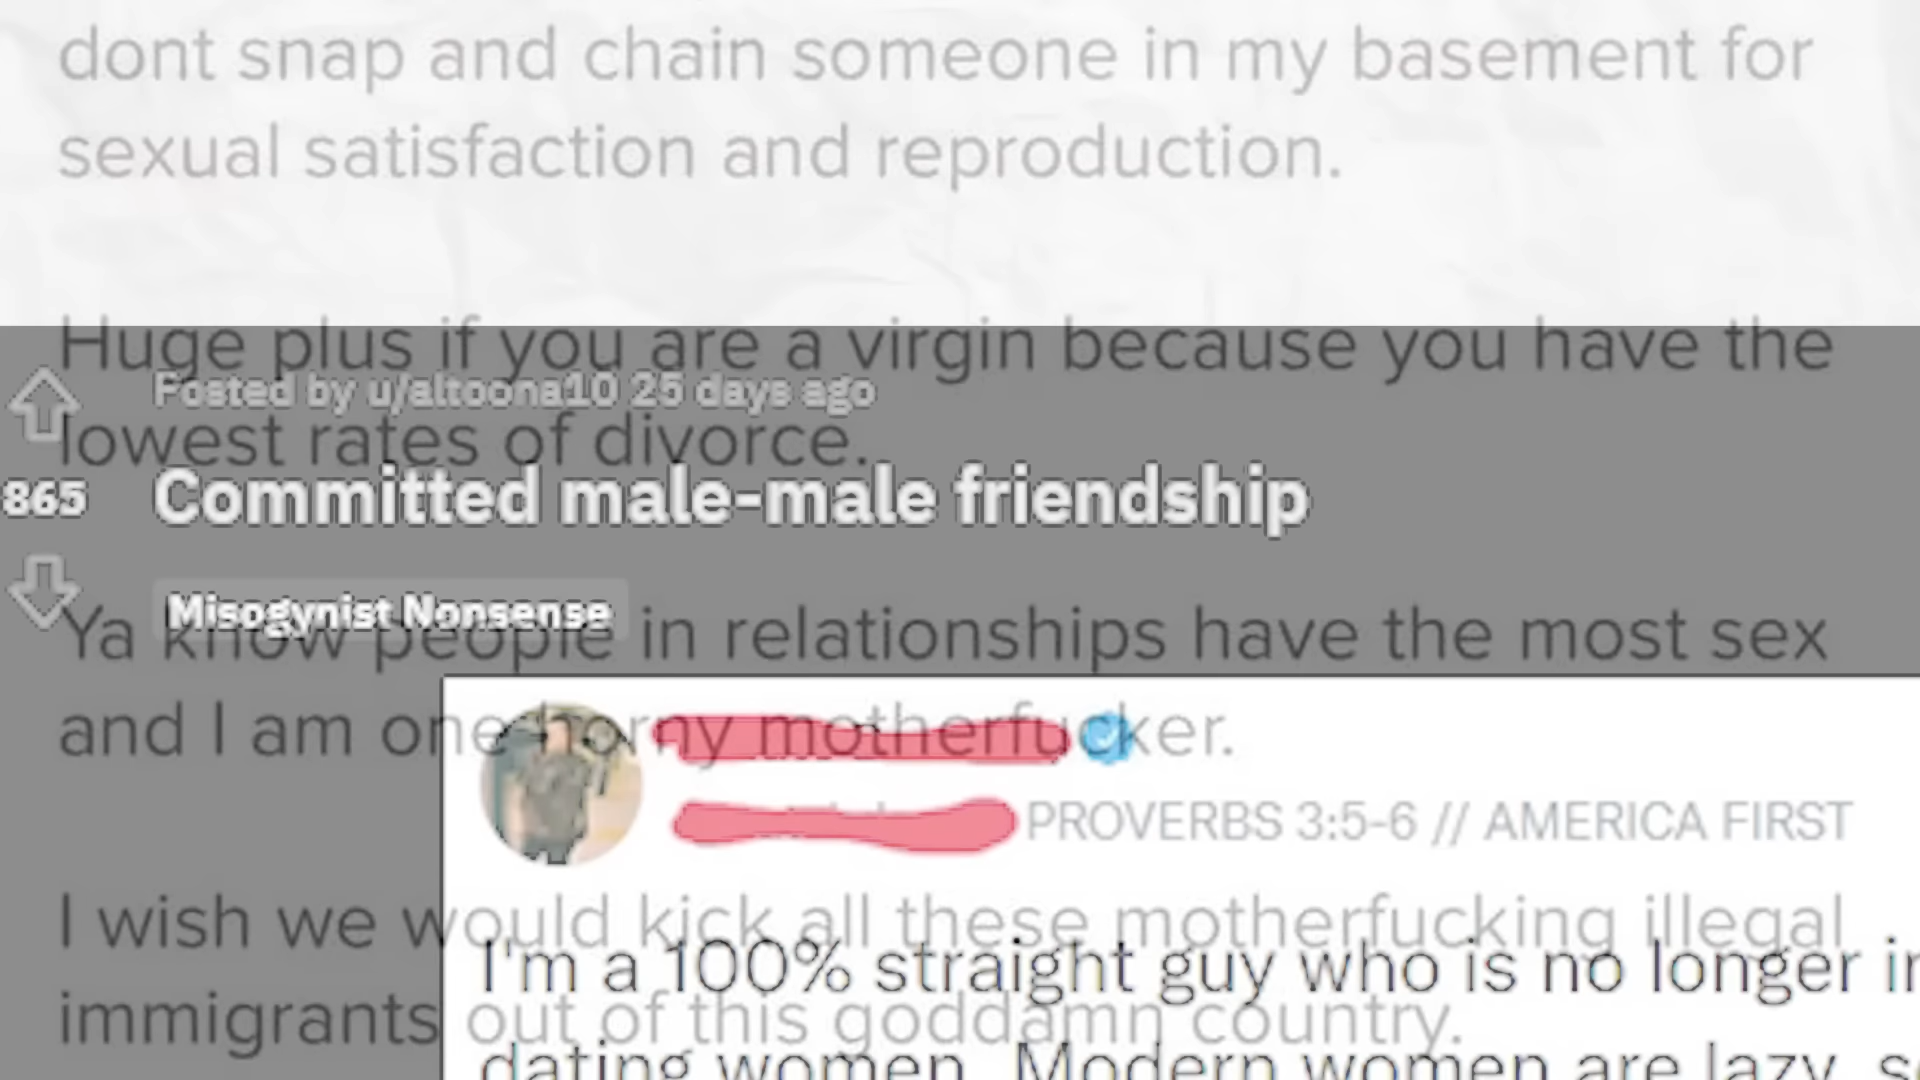 dont snap and chain someone in my basement for
sexual satisfaction and reproduction.
Huge plus if you are a virgin because you have the
lowest rates of divorce.
Posted by u/altoona10 25 days ago
865
Committed male-male friendship
Misogynist Nonsense
Ya know people in relationships have the most sex
and I am one horny motherfucker.
PROVERBS 3:5-6 // AMERICA FIRST
I wish we would kick all these motherfucking illegal
immigrants out of this goddamn country.
I'm a 100% straight guy who is no longer
dating women. Modern women are lazy,